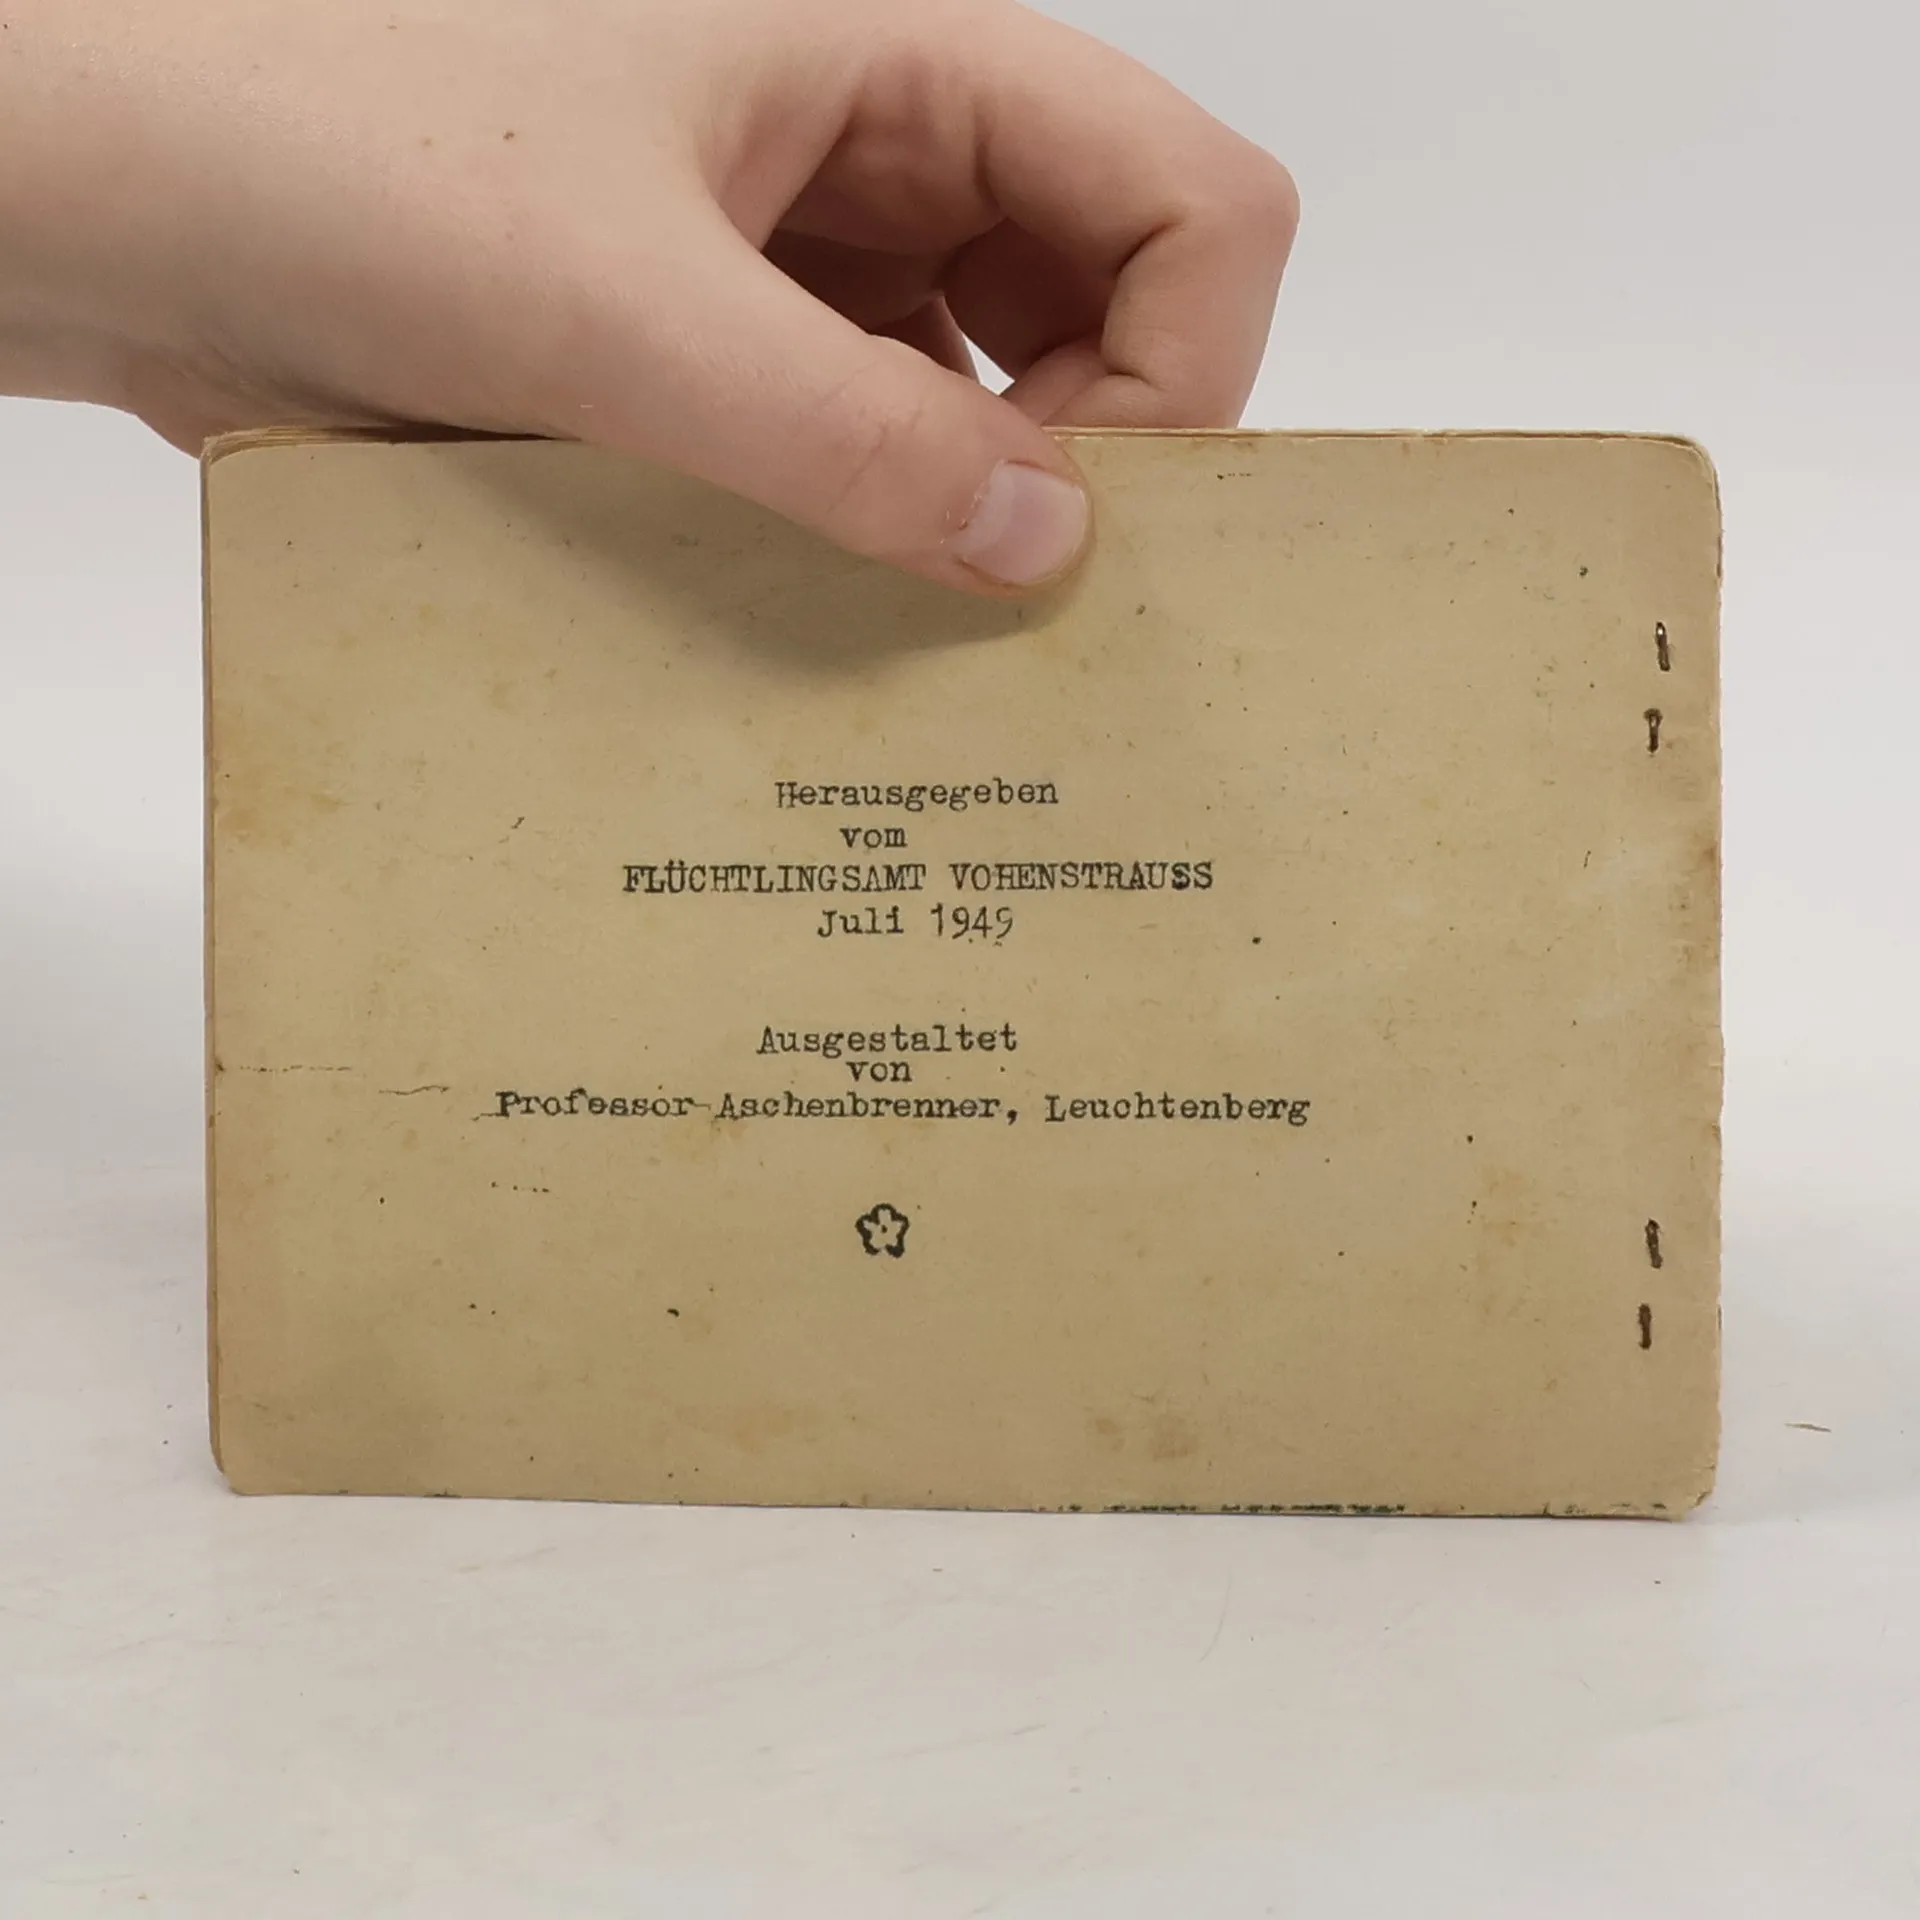 Herausgegeben
vom
FLÜCHTLINGSAMT VOHENSTRAUSS
Juli 1949
Ausgestaltet
von
Professor Aschenbrenner, Leuchtenberg